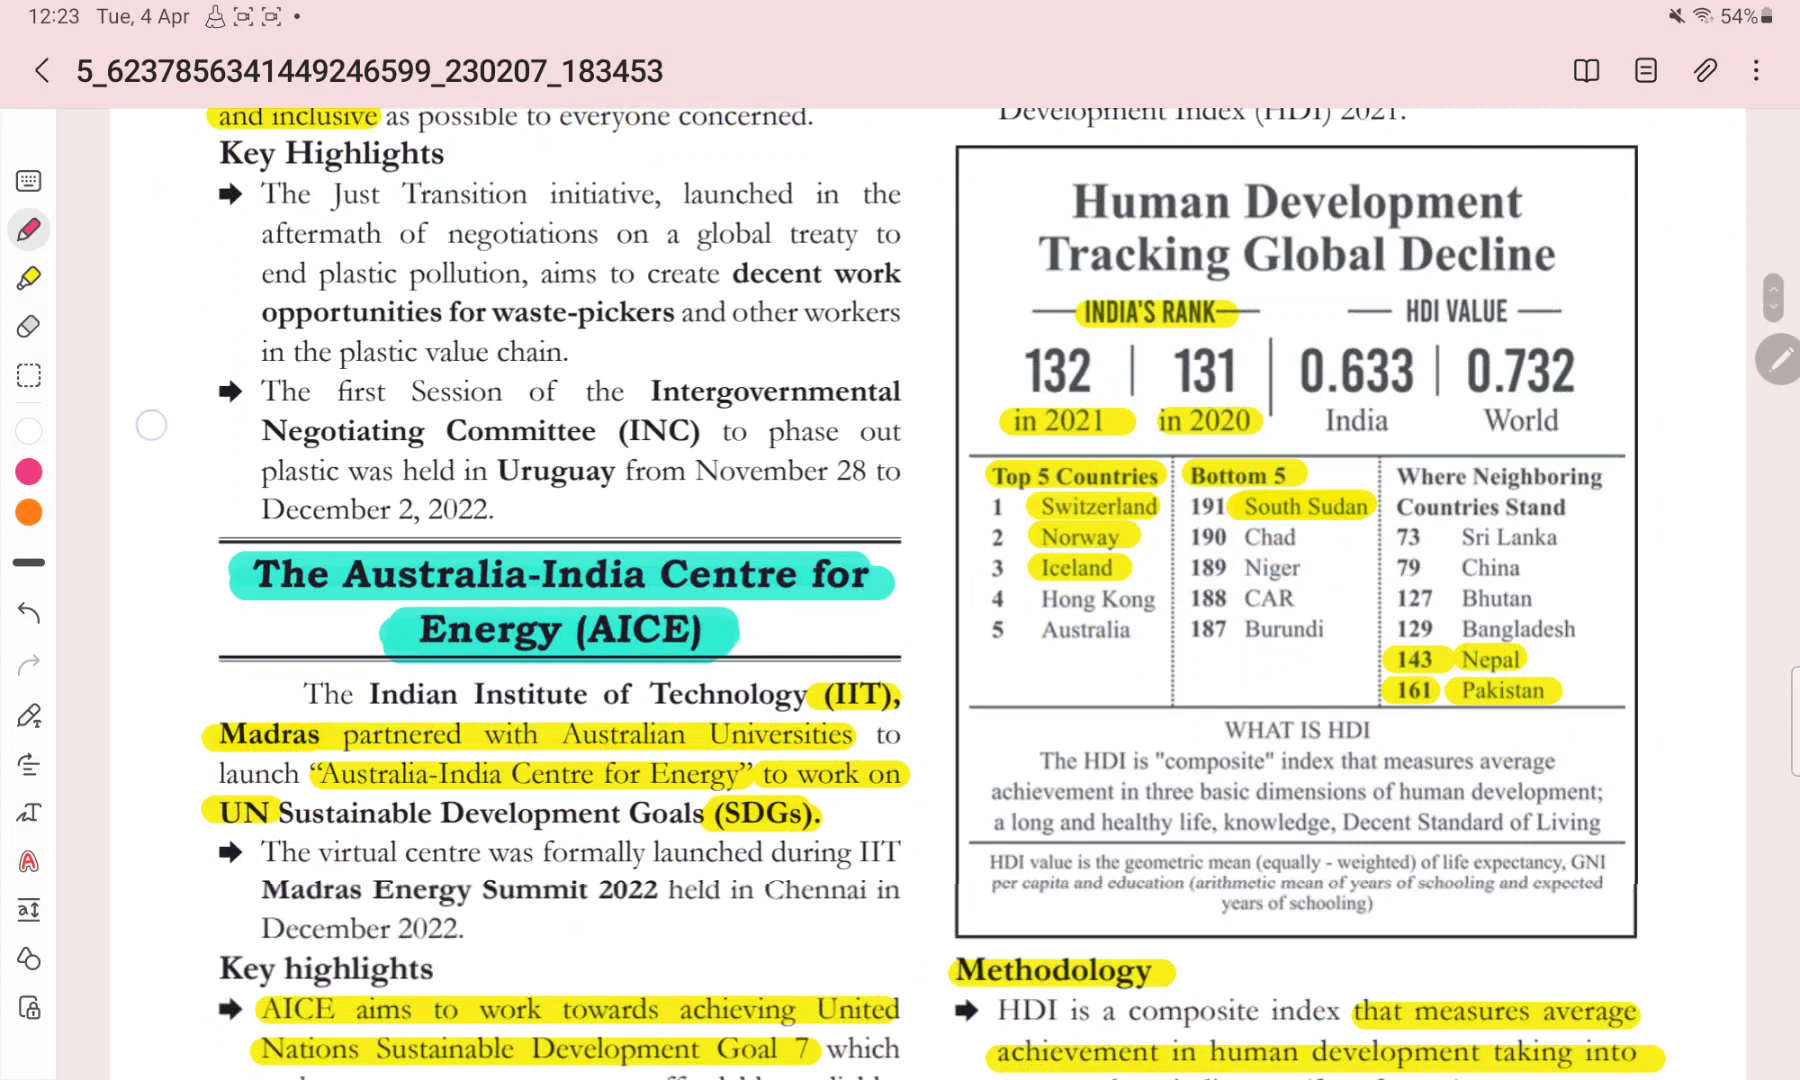 12:23 Tue, 4 Apr
54%
5_6237856341449246599_230207_183453
and inclusive as possible to everyone concerned.
Key Highlights
The Just Transition initiative, launched in the
aftermath of negotiations on a global treaty to
end plastic pollution, aims to create decent work
opportunities for waste-pickers and other workers
in the plastic value chain.
The first Session of the Intergovernmental
Negotiating Committee (INC) to phase out
plastic was held in Uruguay from November 28 to
December 2, 2022.
The Australia-India Centre for
Energy (AICE)
The Indian Institute of Technology (IIT),
Madras partnered with Australian Universities to
launch “Australia-India Centre for Energy” to work on
UN Sustainable Development Goals (SDGs).
The virtual centre was formally launched during IIT
Madras Energy Summit 2022 held in Chennai in
December 2022.
Key highlights
AICE aims to work towards achieving United
Nations Sustainable Development Goal 7 which
Development Index (HDI) 2021.
Human Development
Tracking Global Decline
INDIA'S RANK HDI VALUE
132 131 0.633 0.732
in 2021 in 2020 India World
Top 5 Countries
1 Switzerland
2 Norway
3 Iceland
4 Hong Kong
5 Australia
Bottom 5
191 South Sudan
190 Chad
189 Niger
188 CAR
187 Burundi
Where Neighboring
Countries Stand
73 Sri Lanka
79 China
127 Bhutan
129 Bangladesh
143 Nepal
161 Pakistan
WHAT IS HDI
The HDI is "composite" index that measures average
achievement in three basic dimensions of human development;
a long and healthy life, knowledge, Decent Standard of Living
HDI value is the geometric mean (equally - weighted) of life expectancy, GNI
per capita and education (arithmetic mean of years of schooling and expected
years of schooling)
Methodology
HDI is a composite index that measures average
achievement in human development taking into